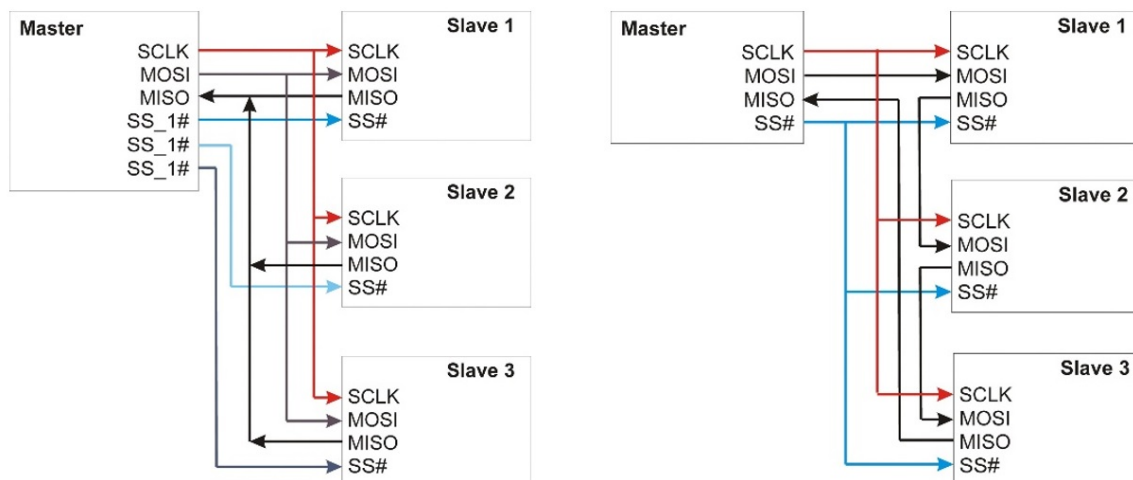 Master
SCLK
MOSI
MISO
SS_1#
SS_1#
SS_1#
Slave 1
SCLK
MOSI
MISO
SS#
Slave 2
SCLK
MOSI
MISO
SS#
Slave 3
SCLK
MOSI
MISO
SS#
Master
SCLK
MOSI
MISO
SS#
Slave 1
SCLK
MOSI
MISO
SS#
Slave 2
SCLK
MOSI
MISO
SS#
Slave 3
SCLK
MOSI
MISO
SS#